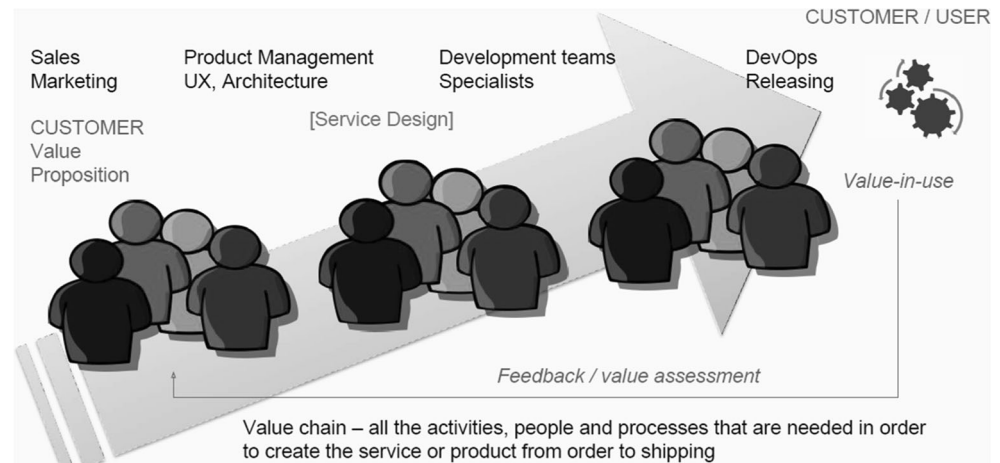 CUSTOMER / USER
Sales
Marketing
Product Management
UX, Architecture
Development teams
Specialists
DevOps
Releasing
CUSTOMER
Value
Proposition
[Service Design]
Value-in-use
Feedback / value assessment
Value chain – all the activities, people and processes that are needed in order
to create the service or product from order to shipping